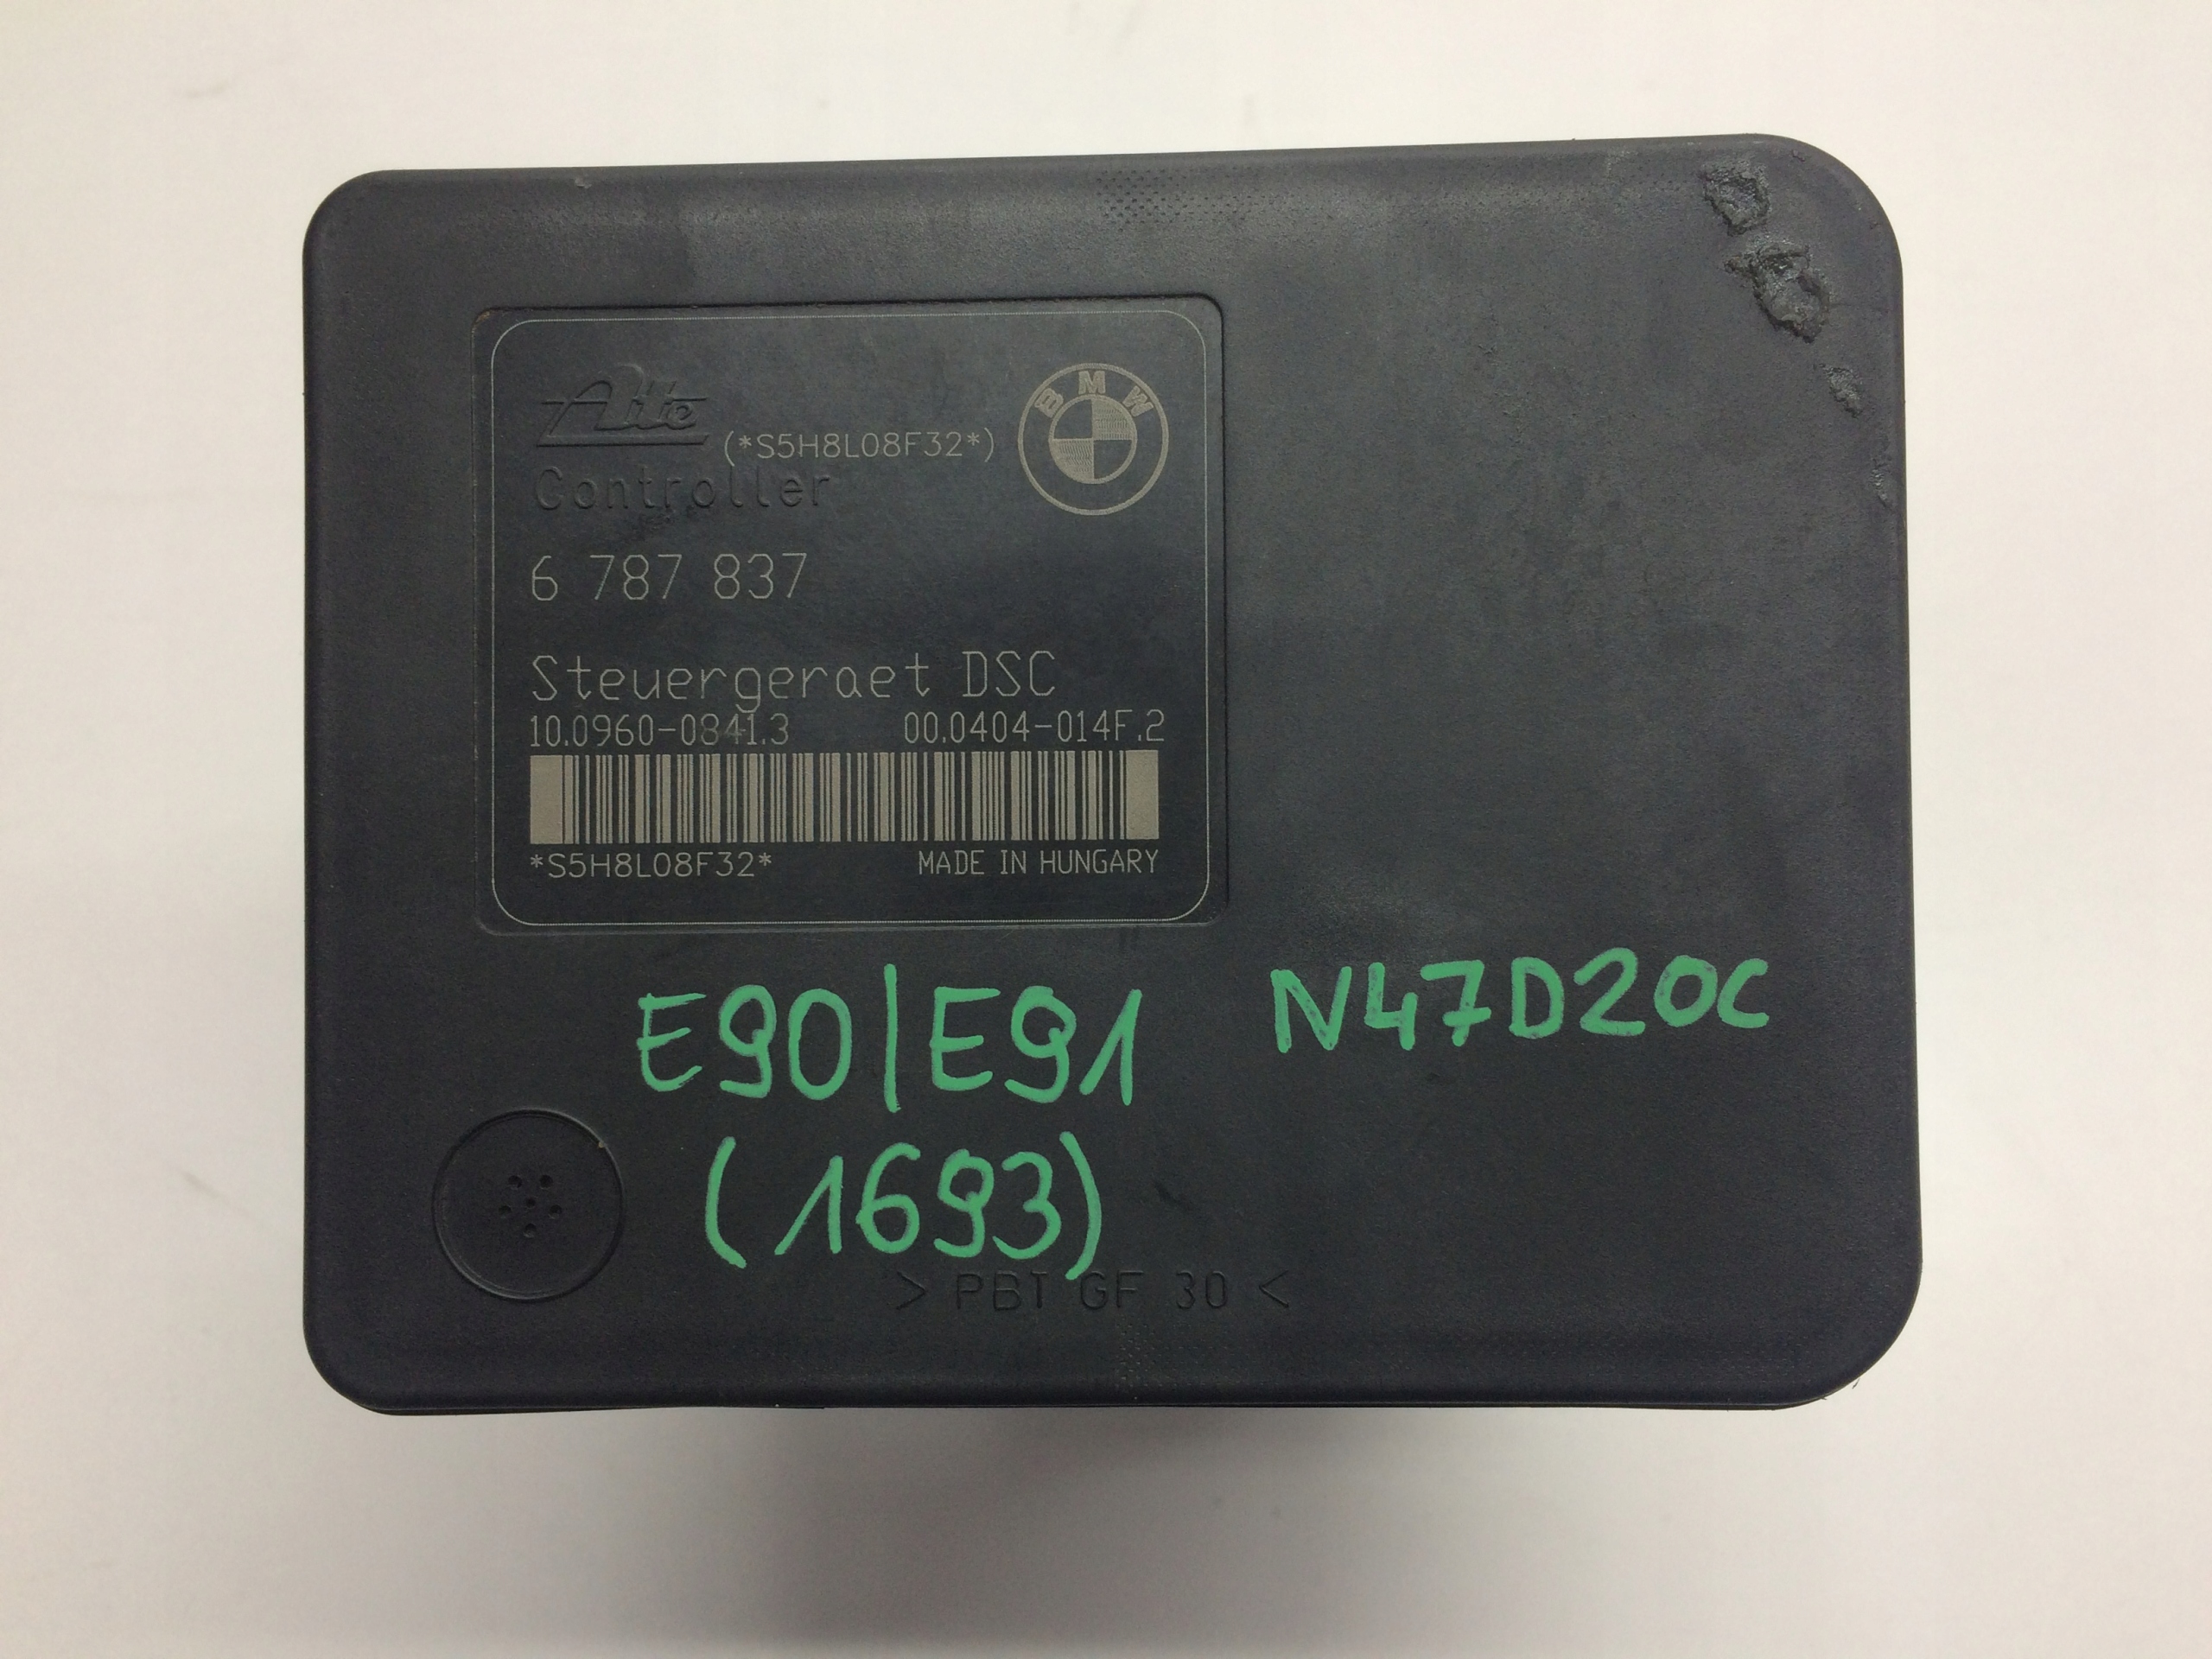 Ate (*S5H8L08F32*)
BMW
Controller
6 787 837
Steuergeraet DSC
10.0960-0841.3 00.0404-014F.2
*S5H8L08F32* MADE IN HUNGARY
E90/E91 N47D20C
(1693)
> PBT GF 30 <